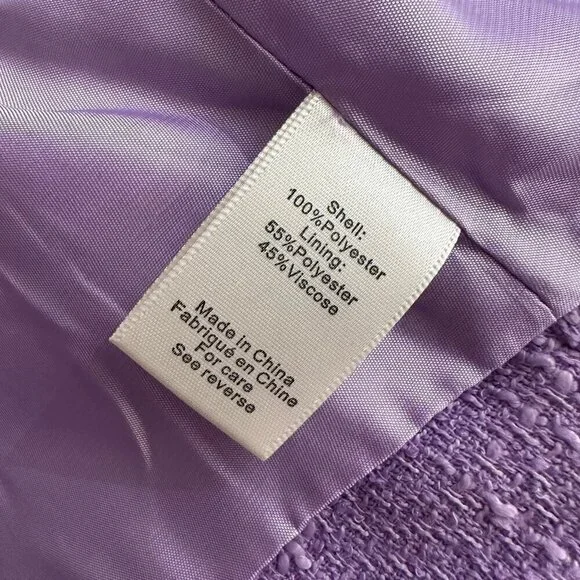 Shell:
100%Polyester
Lining:
55%Polyester
45%Viscose
Made in China
Fabriqué en Chine
For care
See reverse